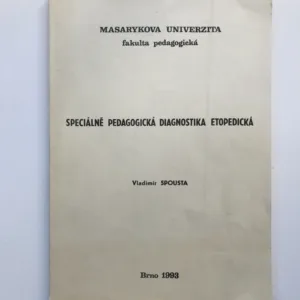 MASARYKOVA UNIVERZITA
fakulta pedagogická
SPECIÁLNĚ PEDAGOGICKÁ DIAGNOSTIKA ETOPEDICKÁ
Vladimír SPOUSTA
Brno 1993